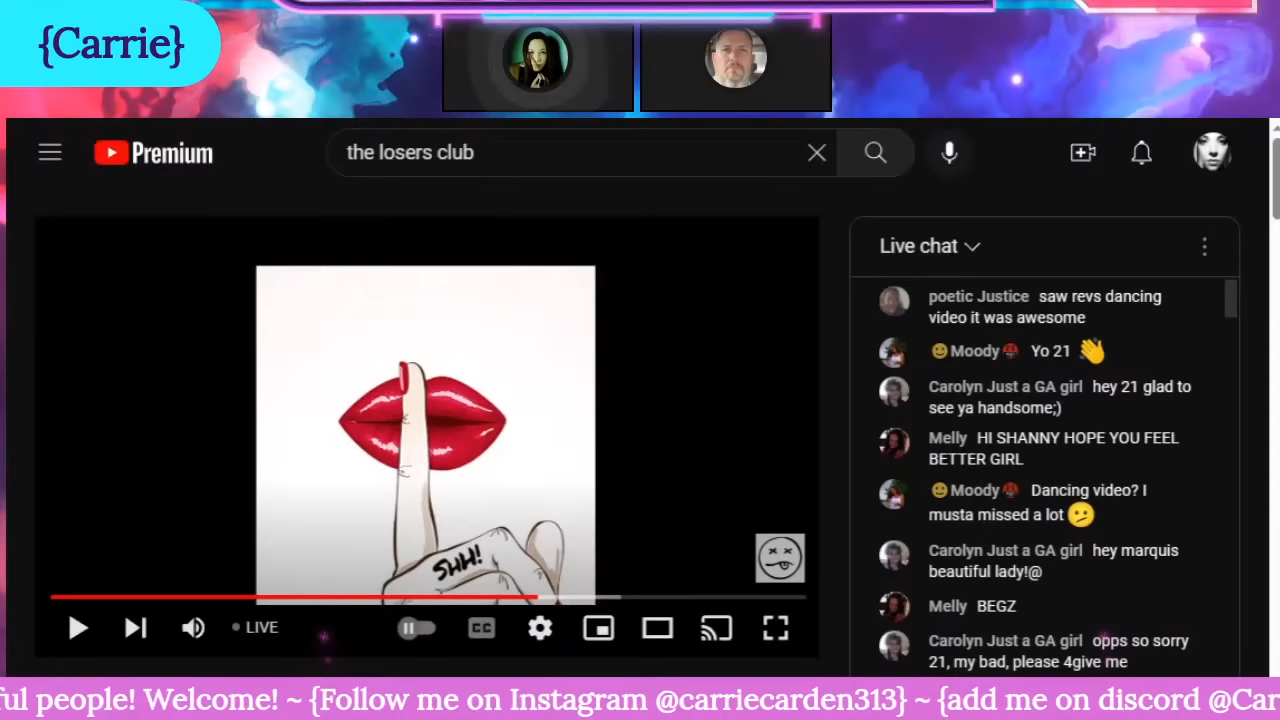 {Carrie}
Premium
the losers club
Live chat
poetic Justice saw revs dancing
video it was awesome
Moody Yo 21
Carolyn Just a GA girl hey 21 glad to
see ya handsome;)
Melly HI SHANNY HOPE YOU FEEL
BETTER GIRL
Moody Dancing video? I
musta missed a lot
Carolyn Just a GA girl hey marquis
beautiful lady!@
Melly BEGZ
Carolyn Just a GA girl opps so sorry
21, my bad, please 4give me
SHH!
LIVE
CC
ful people! Welcome! ~ {Follow me on Instagram @carriecarden313} ~ {add me on discord @Car